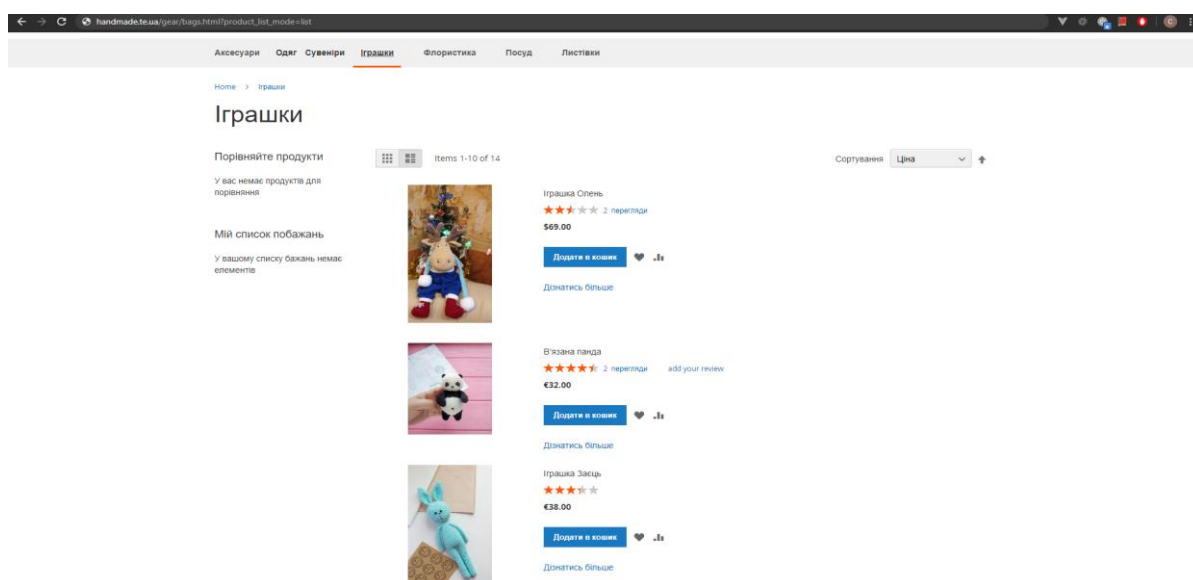 handmade.te.ua/gear/bags.html?product_list_mode=list
Аксесуари Одяг Сувеніри Іграшки Флористика Посуд Листівки
Home > Іграшки
Іграшки
Порівняйте продукти
У вас немає продуктів для
порівняння
Мій список побажань
У вашому списку бажань немає
елементів
Items 1-10 of 14
Сортування Ціна
Іграшка Олень
2 перегляди
$69.00
Додати в кошик
Дізнатись більше
В'язана панда
2 перегляди add your review
€32.00
Додати в кошик
Дізнатись більше
Іграшка Заєць
€38.00
Додати в кошик
Дізнатись більше